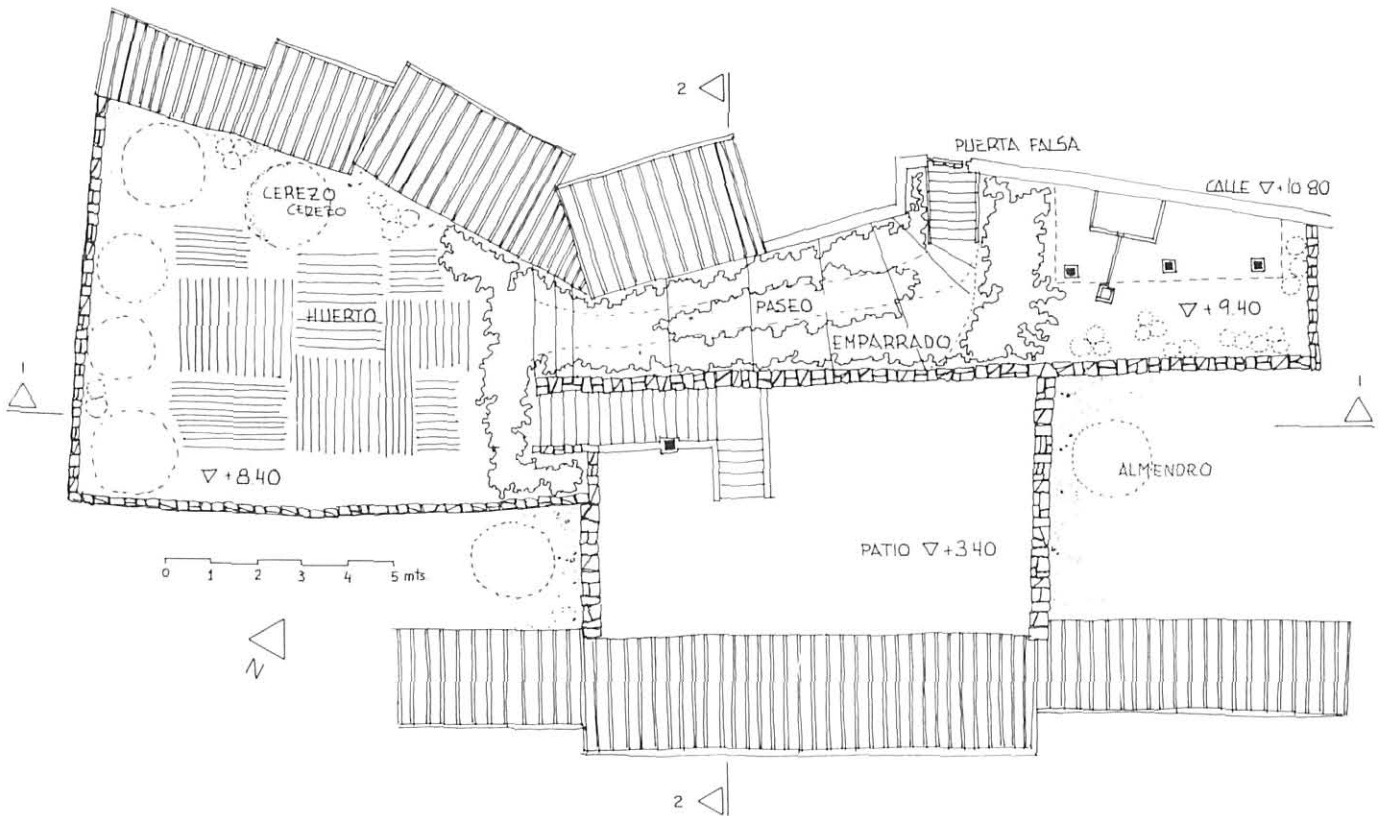 2
PUERTA FALSA
CALLE ▽ +10.80
CEREZO
CEREZO
HUERTO
PASEO
▽ +9.40
EMPARRADO
1
1
ALMENDRO
▽ +8.40
PATIO ▽ +3.40
0 1 2 3 4 5 mts
N
2